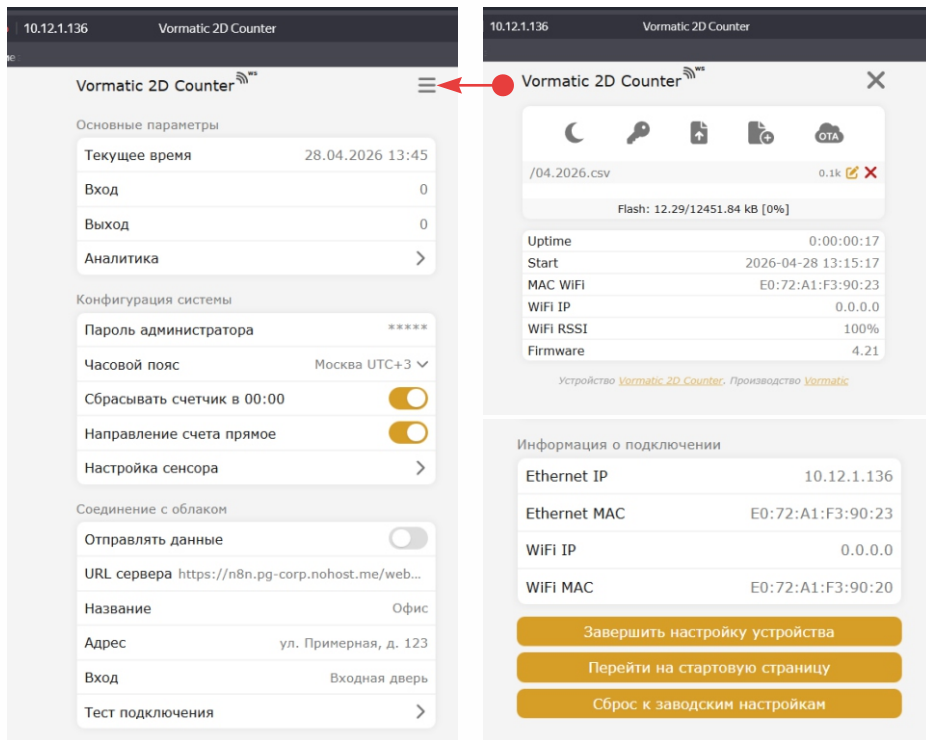 10.12.1.136 Vormatic 2D Counter
Vormatic 2D Counter ws
Основные параметры
Текущее время 28.04.2026 13:45
Вход 0
Выход 0
Аналитика
Конфигурация системы
Пароль администратора *****
Часовой пояс Москва UTC+3
Сбрасывать счетчик в 00:00
Направление счета прямое
Настройка сенсора
Соединение с облаком
Отправлять данные
URL сервера https://n8n.pg-corp.nohost.me/web...
Название Офис
Адрес ул. Примерная, д. 123
Вход Входная дверь
Тест подключения
10.12.1.136 Vormatic 2D Counter
Vormatic 2D Counter ws
OTA
/04.2026.csv 0.1k
Flash: 12.29/12451.84 kB [0%]
Uptime 0:00:00:17
Start 2026-04-28 13:15:17
MAC WiFi E0:72:A1:F3:90:23
WiFi IP 0.0.0.0
WiFi RSSI 100%
Firmware 4.21
Устройство Vormatic 2D Counter. Производство Vormatic
Информация о подключении
Ethernet IP 10.12.1.136
Ethernet MAC E0:72:A1:F3:90:23
WiFi IP 0.0.0.0
WiFi MAC E0:72:A1:F3:90:20
Завершить настройку устройства
Перейти на стартовую страницу
Сброс к заводским настройкам